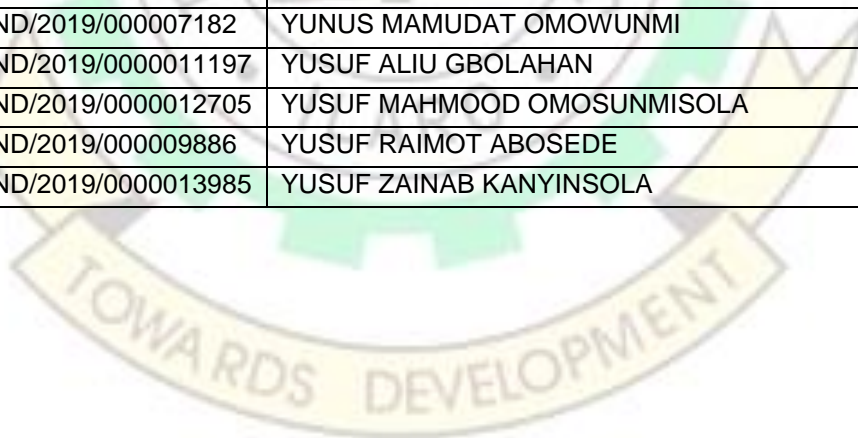 ND/2019/000007182 YUNUS MAMUDAT OMOWUNMI
ND/2019/0000011197 YUSUF ALIU GBOLAHAN
ND/2019/0000012705 YUSUF MAHMOOD OMOSUNMISOLA
ND/2019/000009886 YUSUF RAIMOT ABOSEDE
ND/2019/0000013985 YUSUF ZAINAB KANYINSOLA
TOWARDS DEVELOPMENT